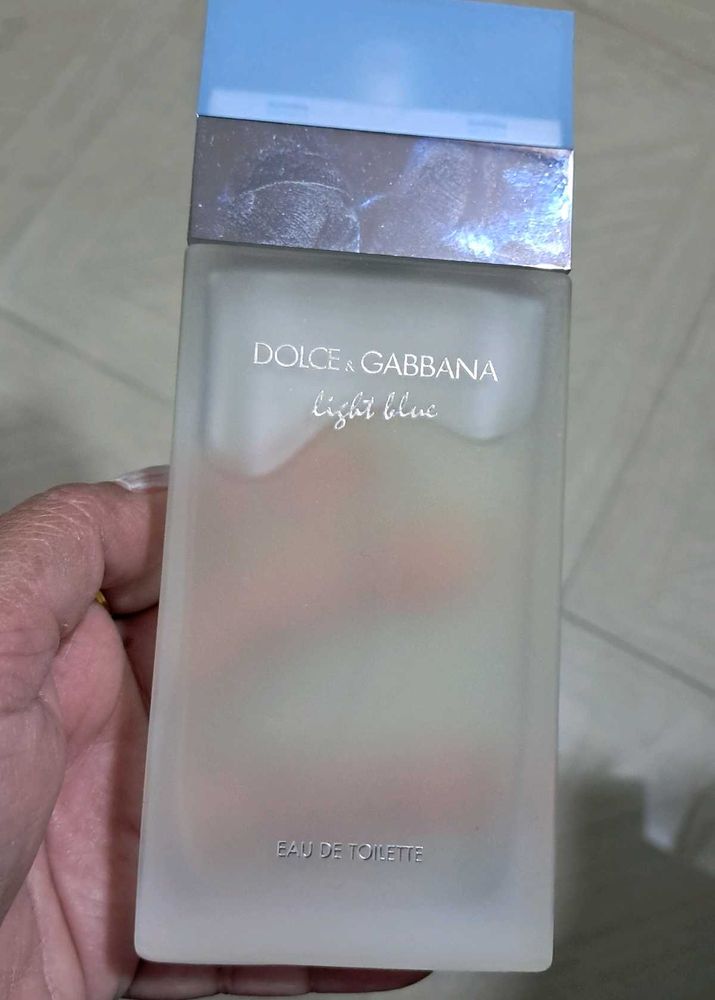 DOLCE & GABBANA
light blue
EAU DE TOILETTE